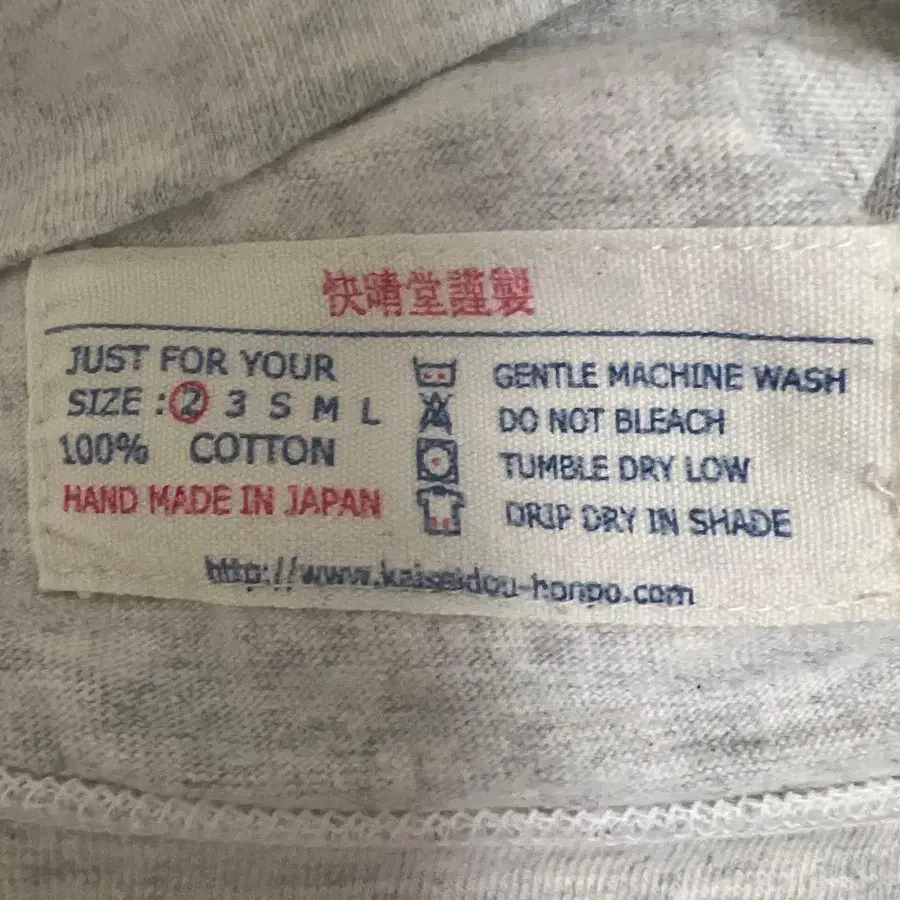 快晴堂謹製
JUST FOR YOUR
SIZE : 2 3 S M L
100% COTTON
HAND MADE IN JAPAN
GENTLE MACHINE WASH
DO NOT BLEACH
TUMBLE DRY LOW
DRIP DRY IN SHADE
http://www.kaiseidou-honpo.com